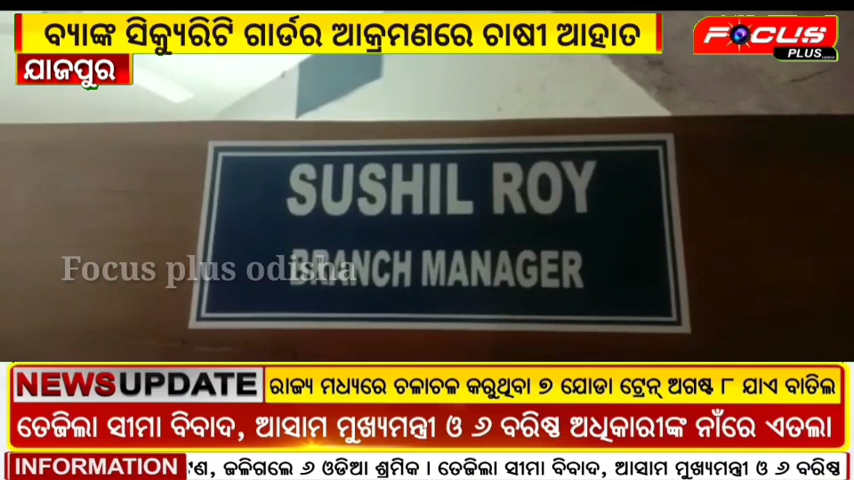 ବ୍ୟାଙ୍କ ସିକ୍ୟୁରିଟି ଗାର୍ଡର ଆକ୍ରମଣରେ ଚାଷୀ ଆହାତ
FOCUS
PLUS
ଯାଜପୁର
SUSHIL ROY
BRANCH MANAGER
Focus plus odisha
NEWS UPDATE ରାଜ୍ୟ ମଧ୍ୟରେ ଚଳାଚଳ କରୁଥିବା ୭ ଯୋଡା ଟ୍ରେନ୍ ଅଗଷ୍ଟ ୮ ଯାଏ ବାତିଲ
ତେଜିଲା ସୀମା ବିବାଦ, ଆସାମ ମୁଖ୍ୟମନ୍ତ୍ରୀ ଓ ୬ ବରିଷ୍ଠ ଅଧିକାରୀଙ୍କ ନାଁରେ ଏତଲା
INFORMATION ଜଳିଗଲେ ୬ ଓଡିଆ ଶ୍ରମିକ । ତେଜିଲା ସୀମା ବିବାଦ, ଆସାମ ମୁଖ୍ୟମନ୍ତ୍ରୀ ଓ ୬ ବରିଷ୍ଠ